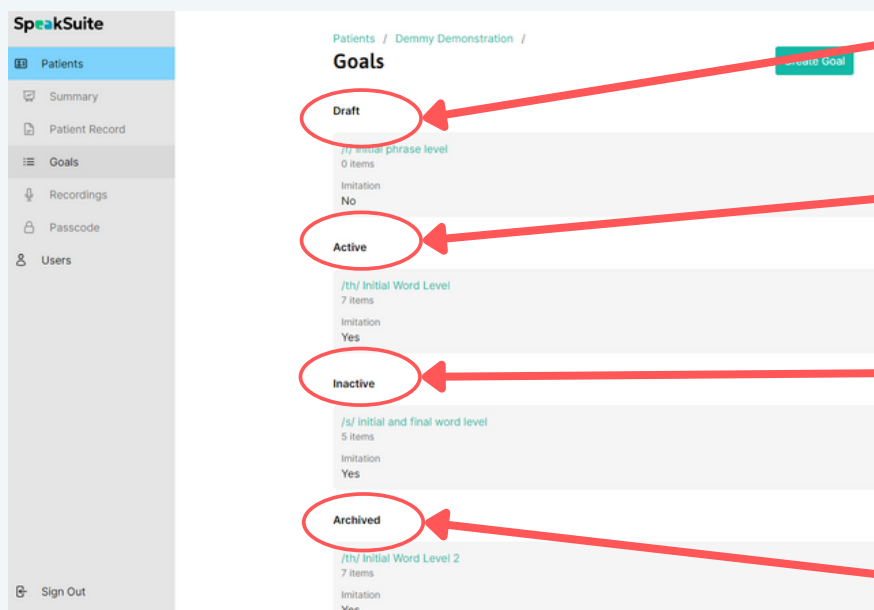 SpeakSuite
Patients
Summary
Patient Record
Goals
Recordings
Passcode
Users
Sign Out
Patients / Demmy Demonstration /
Goals
Create Goal
Draft
initial phrase level
0 items
Imitation
No
Active
/th/ Initial Word Level
7 items
Imitation
Yes
Inactive
/s/ initial and final word level
5 items
Imitation
Yes
Archived
/th/ Initial Word Level 2
7 items
Imitation
Yes